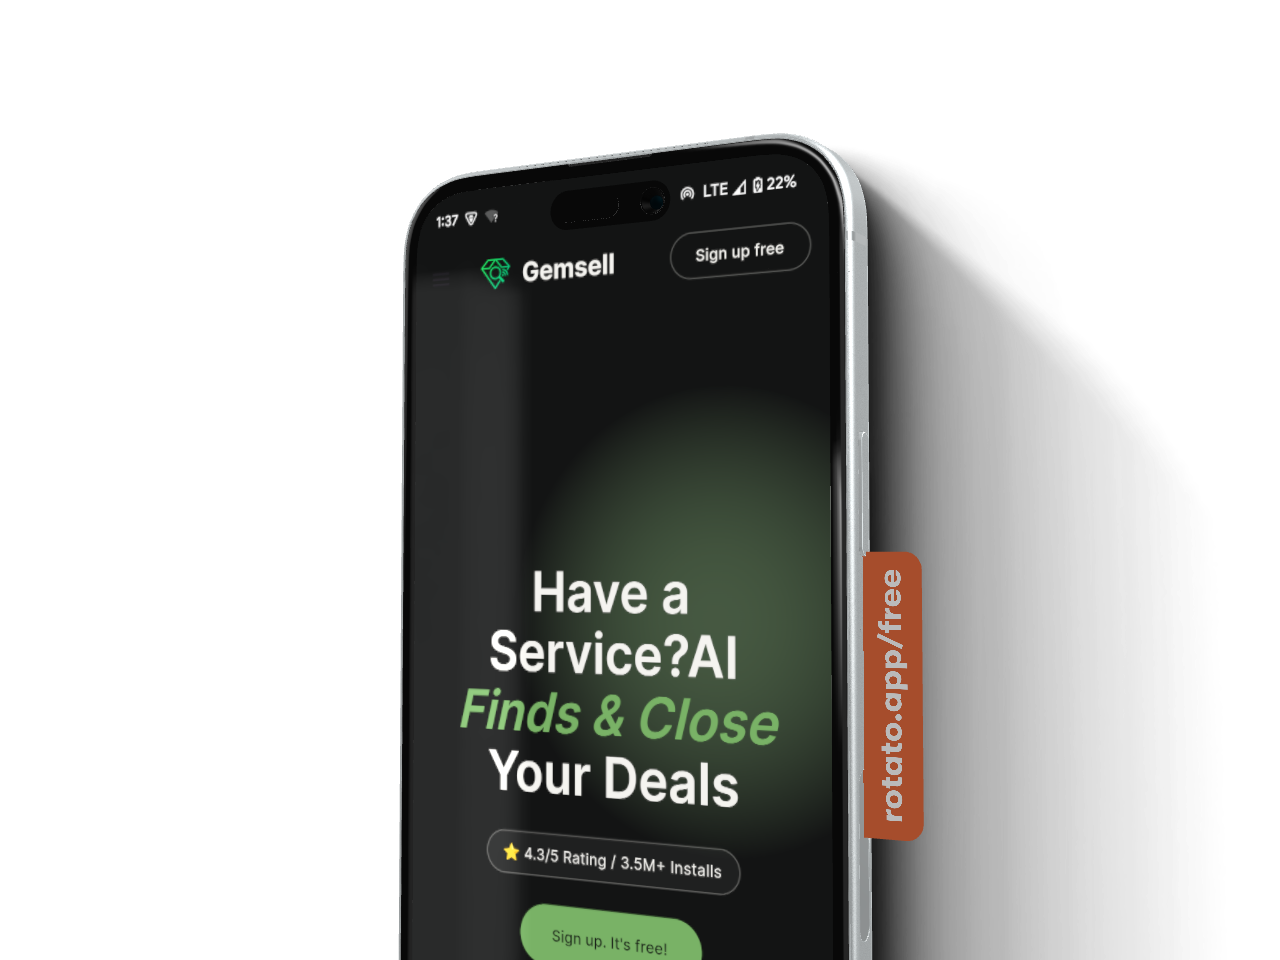 1:37 LTE 22%
Gemsell
Sign up free
Have a
Service?AI
Finds & Close
Your Deals
⭐ 4.3/5 Rating / 3.5M+ Installs
Sign up. It's free!
rotato.app/free